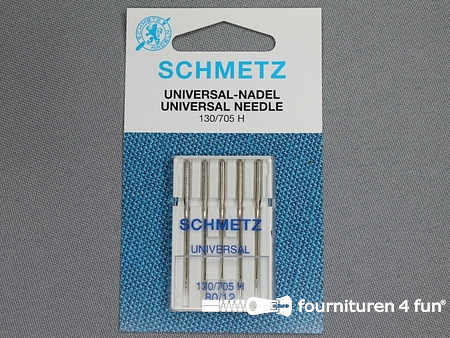 SCHMETZ
UNIVERSAL-NADEL
UNIVERSAL NEEDLE
130/705 H
SCHMETZ
UNIVERSAL
130/705 H
80/12
fournituren 4 fun®